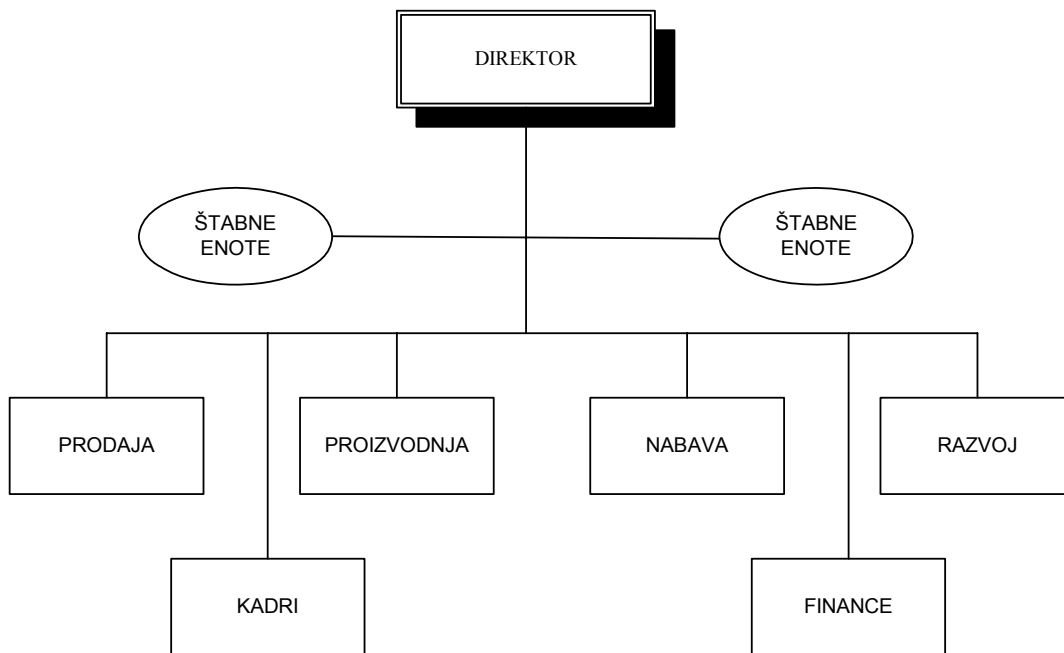 DIREKTOR
ŠTABNE
ENOTE
ŠTABNE
ENOTE
PRODAJA
PROIZVODNJA
NABAVA
RAZVOJ
KADRI
FINANCE